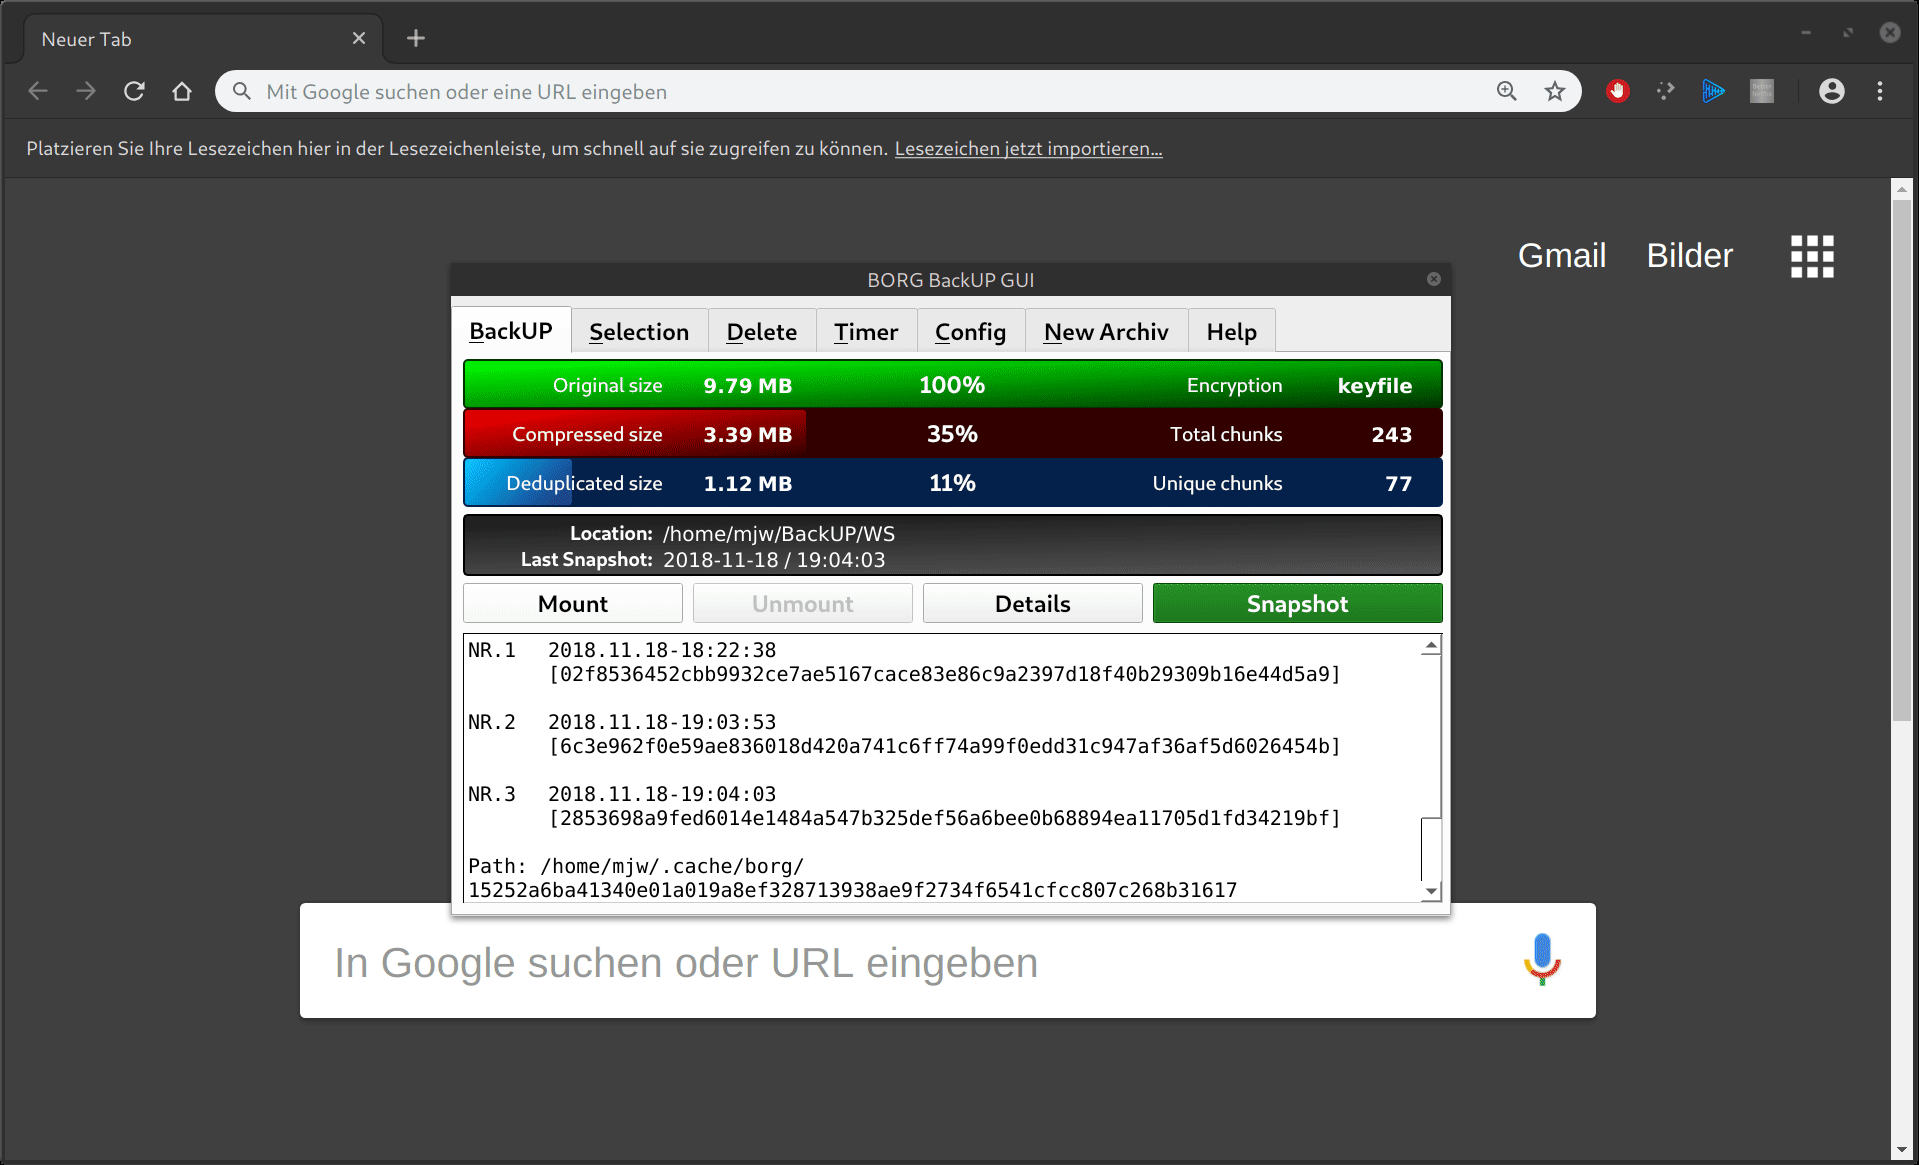 Neuer Tab
Mit Google suchen oder eine URL eingeben
Platzieren Sie Ihre Lesezeichen hier in der Lesezeichenleiste, um schnell auf sie zugreifen zu können. Lesezeichen jetzt importieren...
Gmail Bilder
BORG BackUP GUI
BackUP Selection Delete Timer Config New Archiv Help
Original size 9.79 MB 100% Encryption keyfile
Compressed size 3.39 MB 35% Total chunks 243
Deduplicated size 1.12 MB 11% Unique chunks 77
Location: /home/mjw/BackUP/WS
Last Snapshot: 2018-11-18 / 19:04:03
Mount Unmount Details Snapshot
NR.1 2018.11.18-18:22:38
[02f8536452cbb9932ce7ae5167cace83e86c9a2397d18f40b29309b16e44d5a9]
NR.2 2018.11.18-19:03:53
[6c3e962f0e59ae836018d420a741c6ff74a99f0edd31c947af36af5d6026454b]
NR.3 2018.11.18-19:04:03
[2853698a9fed6014e1484a547b325def56a6bee0b68894ea11705d1fd34219bf]
Path: /home/mjw/.cache/borg/
15252a6ba41340e01a019a8ef328713938ae9f2734f6541cfcc807c268b31617
In Google suchen oder URL eingeben